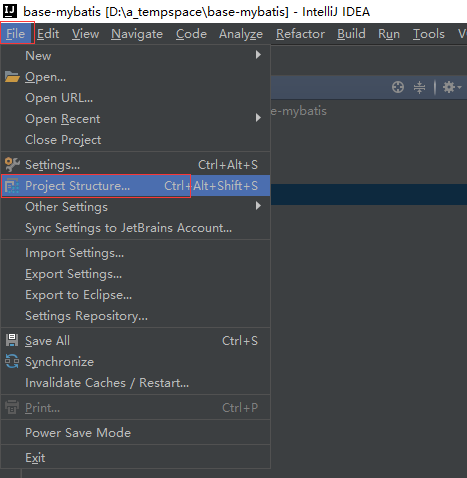 base-mybatis [D:\a_tempspace\base-mybatis] - IntelliJ IDEA
File Edit View Navigate Code Analyze Refactor Build Run Tools
New
Open...
Open URL...
Open Recent
e-mybatis
Close Project
Settings... Ctrl+Alt+S
Project Structure... Ctrl+Alt+Shift+S
Other Settings
Sync Settings to JetBrains Account...
Import Settings...
Export Settings...
Export to Eclipse...
Settings Repository...
Save All Ctrl+S
Synchronize
Invalidate Caches / Restart...
Print... Ctrl+P
Power Save Mode
Exit